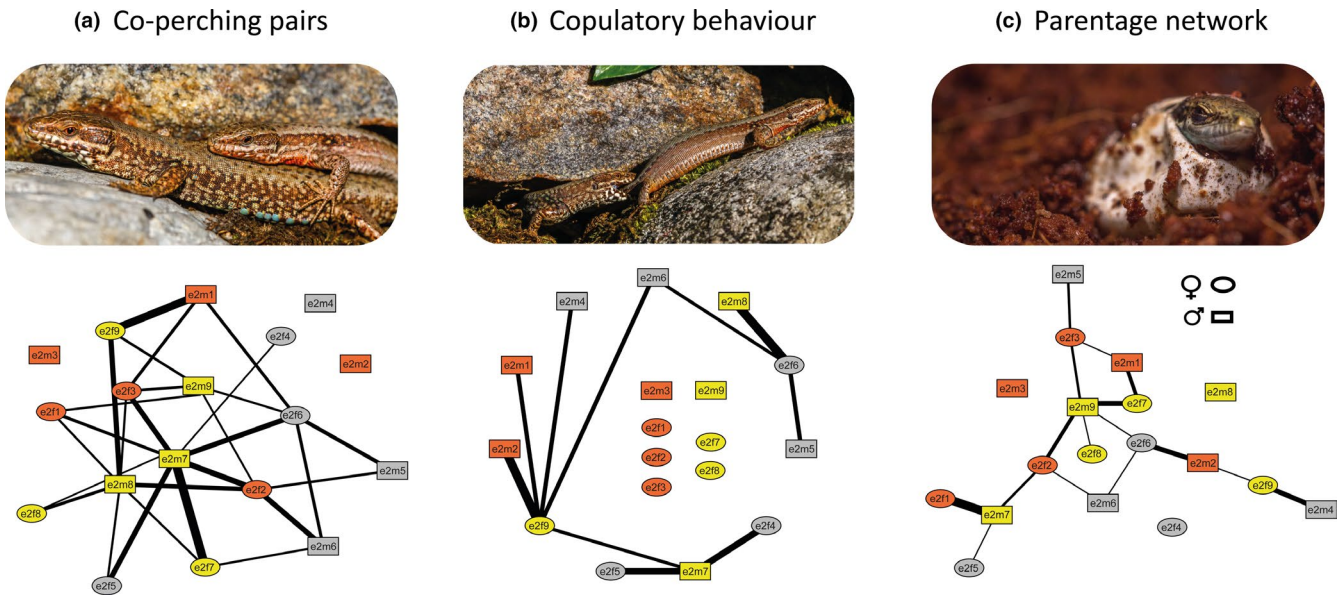 (a) Co-perching pairs
(b) Copulatory behaviour
(c) Parentage network
e2m1
e2m4
e2f9
e2f4
e2m3
e2m2
e2f3
e2m9
e2f1
e2f6
e2m7
e2m5
e2m8
e2f2
e2f8
e2m6
e2f7
e2f5
e2m6
e2m4
e2m8
e2m1
e2f6
e2m3
e2m9
e2f1
e2f7
e2m2
e2m5
e2f2
e2f8
e2f3
e2f9
e2f4
e2f5
e2m7
e2m5
♀
♂
e2f3
e2m1
e2m3
e2m8
e2m9
e2f7
e2f6
e2f8
e2f2
e2m2
e2f9
e2f1
e2m6
e2m4
e2m7
e2f4
e2f5